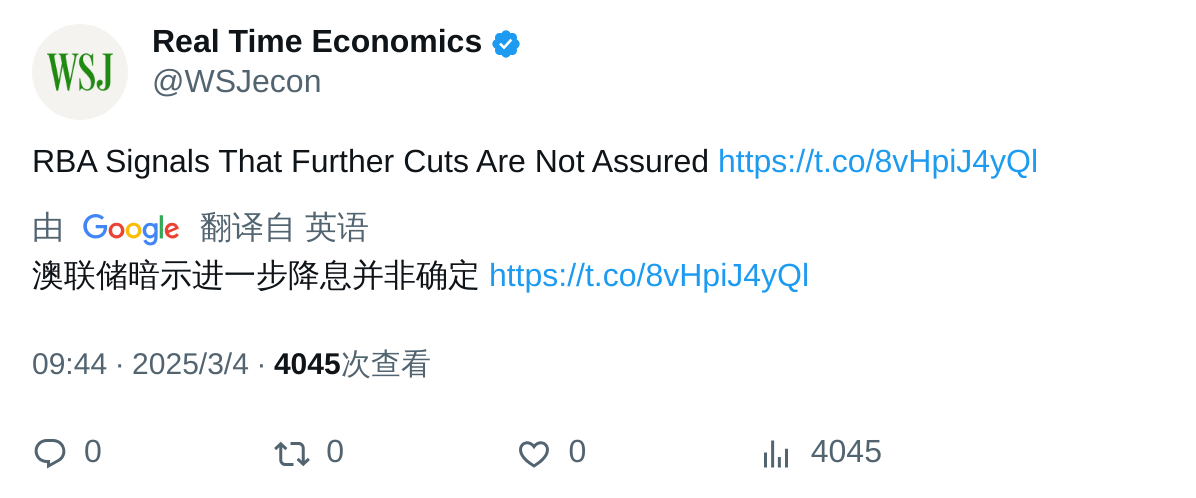 WSJ
Real Time Economics
@WSJecon
RBA Signals That Further Cuts Are Not Assured https://t.co/8vHpiJ4yQl
由 Google 翻译自 英语
澳联储暗示进一步降息并非确定 https://t.co/8vHpiJ4yQl
09:44 · 2025/3/4 · 4045次查看
0 0 0 4045